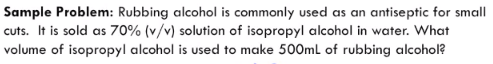 Sample Problem: Rubbing alcohol is commonly used as an antiseptic for small
cuts.  It is sold as 70% (v/v) solution of isopropyl alcohol in water. What
volume of isopropyl alcohol is used to make 500mL of rubbing alcohol?